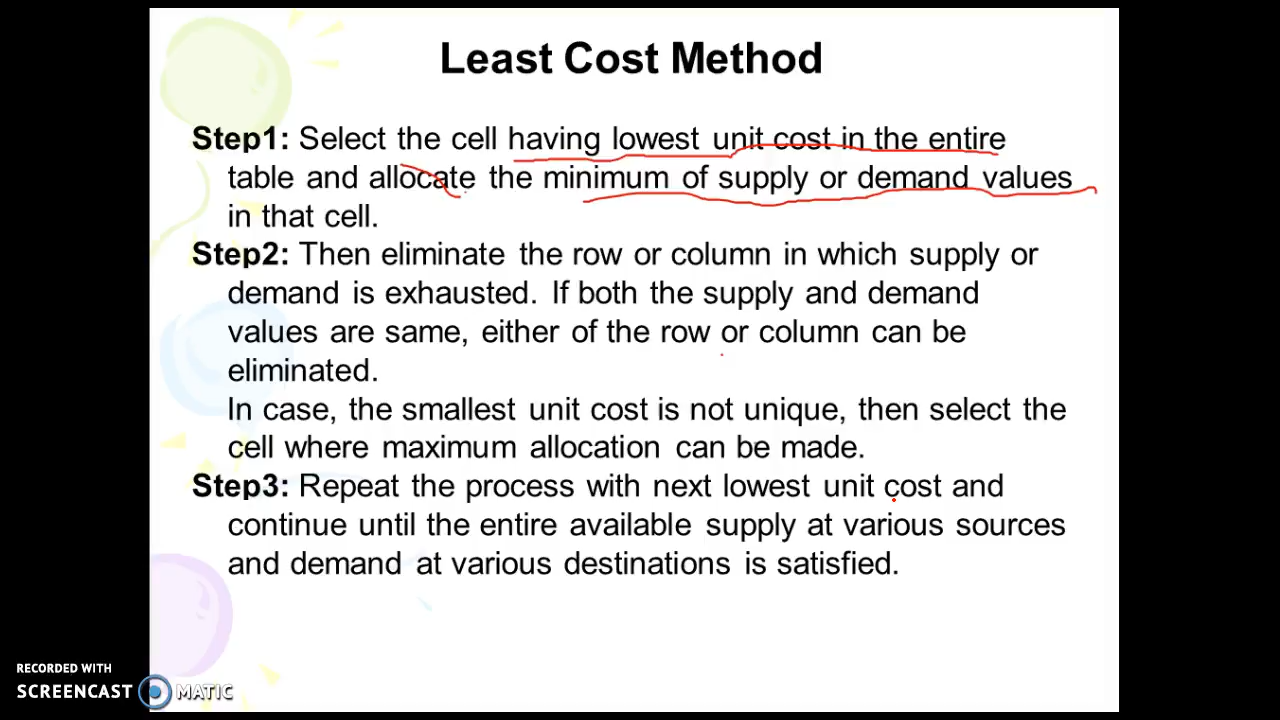 Least Cost Method
Step1: Select the cell having lowest unit cost in the entire
table and allocate the minimum of supply or demand values
in that cell.
Step2: Then eliminate the row or column in which supply or
demand is exhausted. If both the supply and demand
values are same, either of the row or column can be
eliminated.
In case, the smallest unit cost is not unique, then select the
cell where maximum allocation can be made.
Step3: Repeat the process with next lowest unit cost and
continue until the entire available supply at various sources
and demand at various destinations is satisfied.
RECORDED WITH
SCREENCAST MATIC